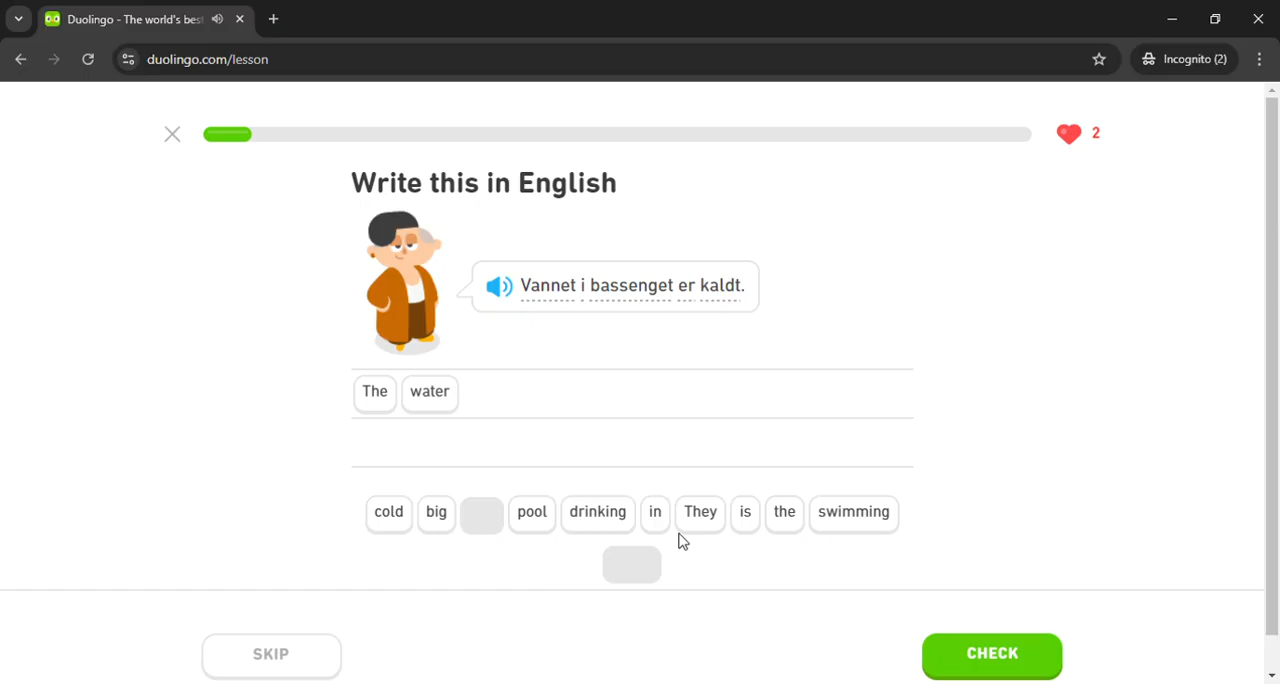 Duolingo - The world's bes
duolingo.com/lesson
Incognito (2)
2
Write this in English
Vannet i bassenget er kaldt.
The water
cold big pool drinking in They is the swimming
SKIP
CHECK